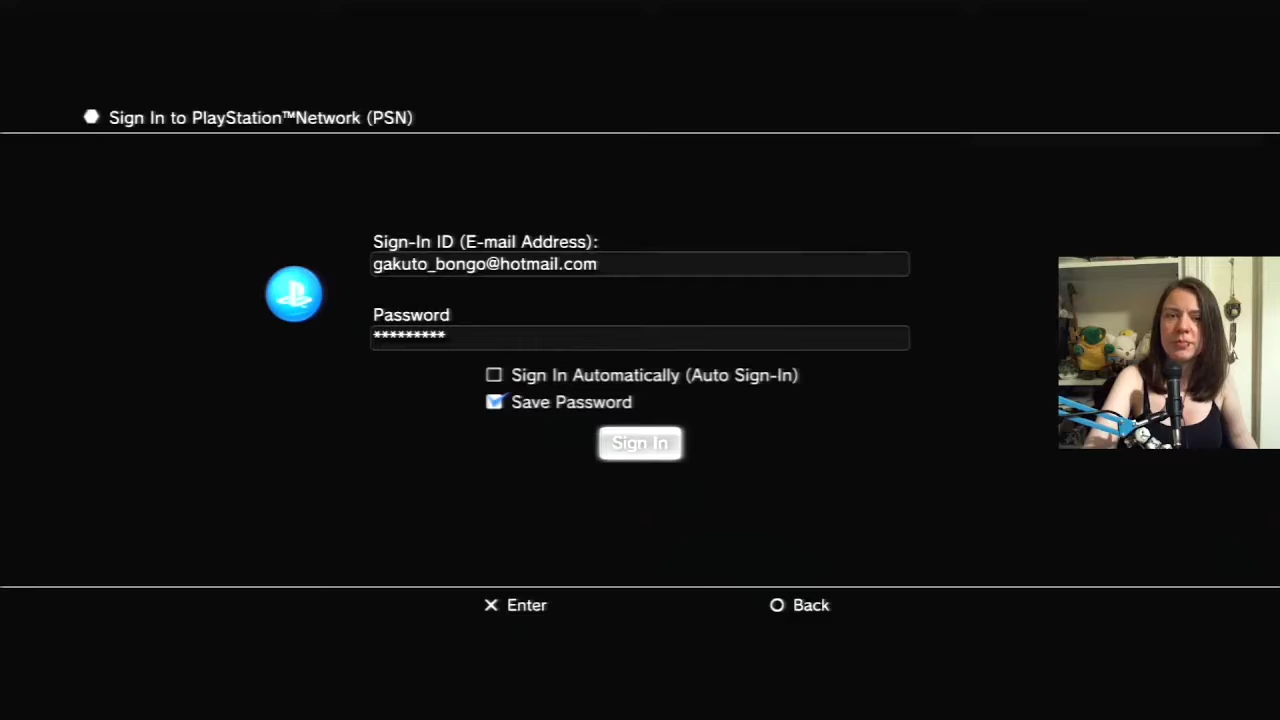 Sign In to PlayStation™Network (PSN)
Sign-In ID (E-mail Address):
gakuto_bongo@hotmail.com
Password
*********
Sign In Automatically (Auto Sign-In)
Save Password
Sign In
Enter
Back